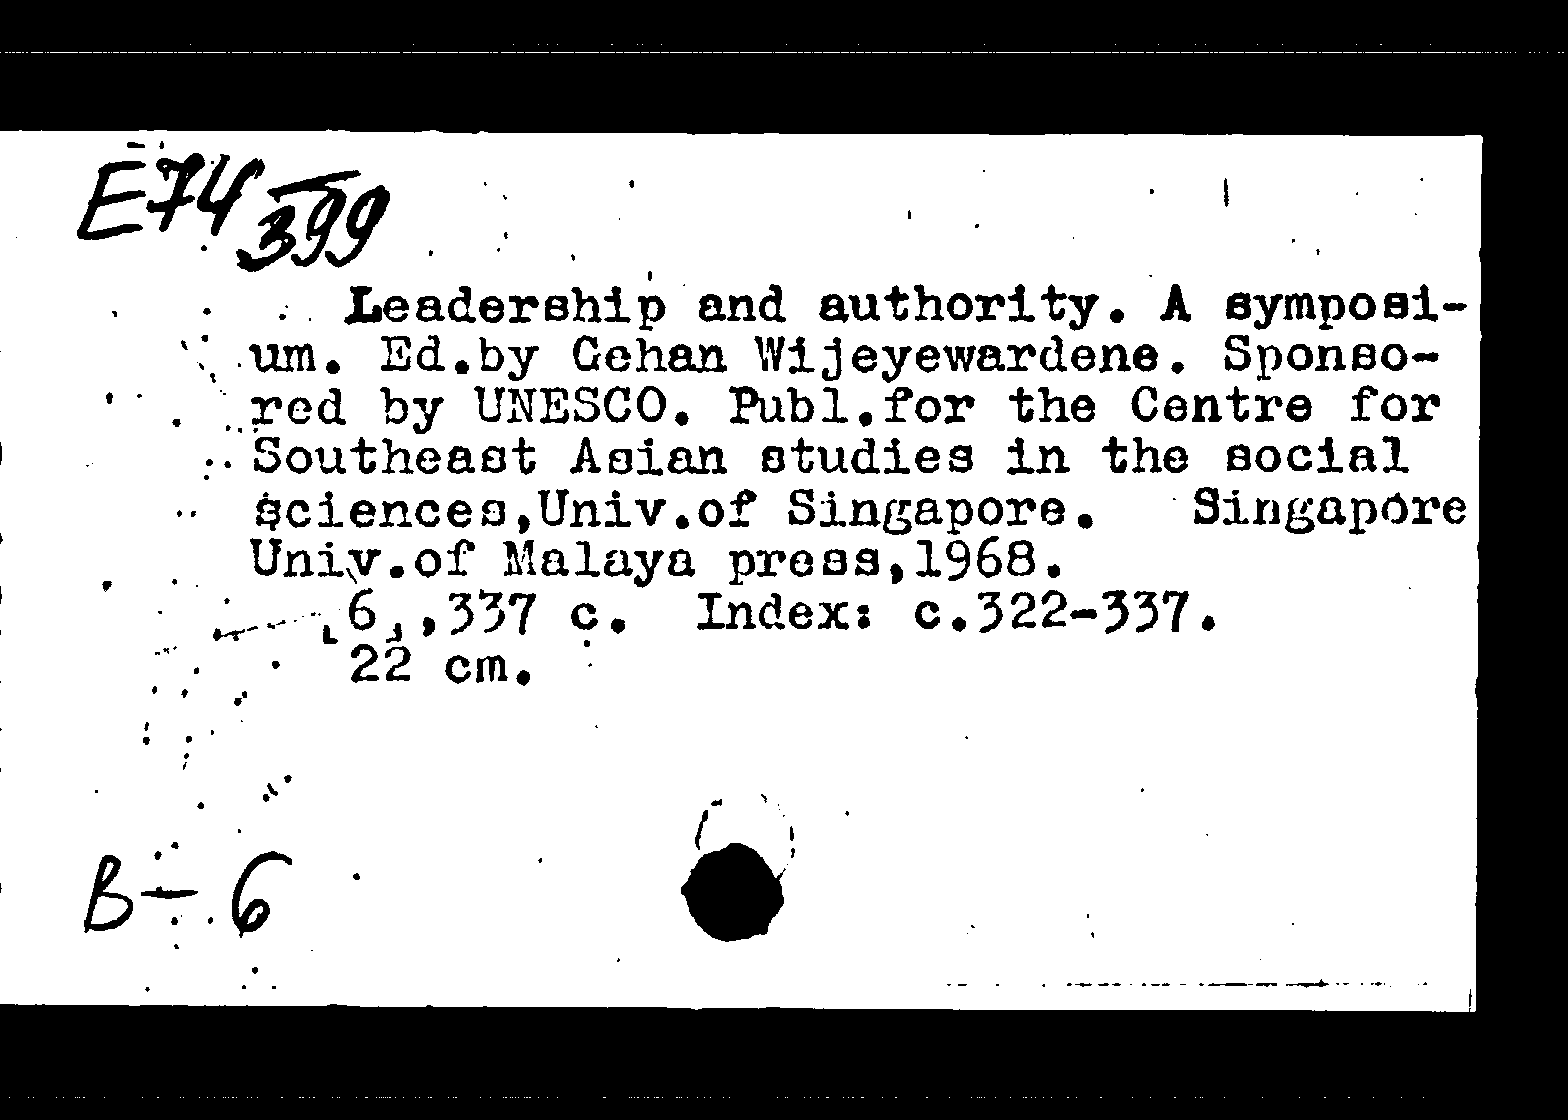 E74
399
Leadership and authority. A symposi-
um. Ed.by Gehan Wijeyewardene. Sponso-
red by UNESCO. Publ.for the Centre for
Southeast Asian studies in the social
sciences,Univ.of Singapore. Singapore
Univ.of Malaya press,1968.
[6],337 c. Index: c.322-337.
22 cm.
B-6